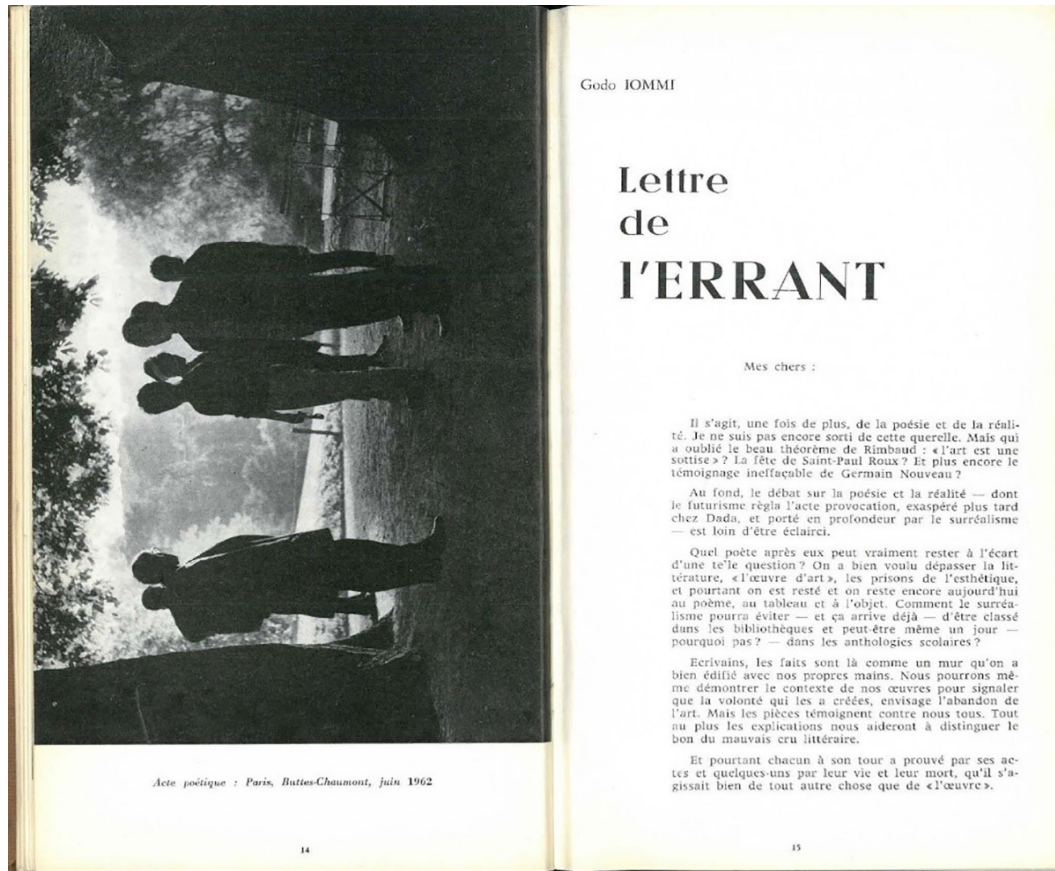 Acte poétique : Paris, Buttes-Chaumont, juin 1962
14
Godo IOMMI
Lettre
de
l'ERRANT
Mes chers :
Il s'agit, une fois de plus, de la poésie et de la réali-
té. Je ne suis pas encore sorti de cette querelle. Mais qui
a oublié le beau théorème de Rimbaud : « l'art est une
sottise » ? La fête de Saint-Paul Roux ? Et plus encore le
témoignage ineffaçable de Germain Nouveau ?
Au fond, le débat sur la poésie et la réalité — dont
le futurisme règla l'acte provocation, exaspéré plus tard
chez Dada, et porté en profondeur par le surréalisme
— est loin d'être éclairci.
Quel poète après eux peut vraiment rester à l'écart
d'une te'le question ? On a bien voulu dépasser la lit-
térature, « l'œuvre d'art », les prisons de l'esthétique,
et pourtant on est resté et on reste encore aujourd'hui
au poème, au tableau et à l'objet. Comment le surréa-
lisme pourra éviter — et ça arrive déjà — d'être classé
dans les bibliothèques et peut-être même un jour —
pourquoi pas ? — dans les anthologies scolaires ?
Ecrivains, les faits sont là comme un mur qu'on a
bien édifié avec nos propres mains. Nous pourrons mê-
me démontrer le contexte de nos œuvres pour signaler
que la volonté qui les a créées, envisage l'abandon de
l'art. Mais les pièces témoignent contre nous tous. Tout
au plus les explications nous aideront à distinguer le
bon du mauvais cru littéraire.
Et pourtant chacun à son tour a prouvé par ses ac-
tes et quelques-uns par leur vie et leur mort, qu'il s'a-
gissait bien de tout autre chose que de « l'œuvre ».
15